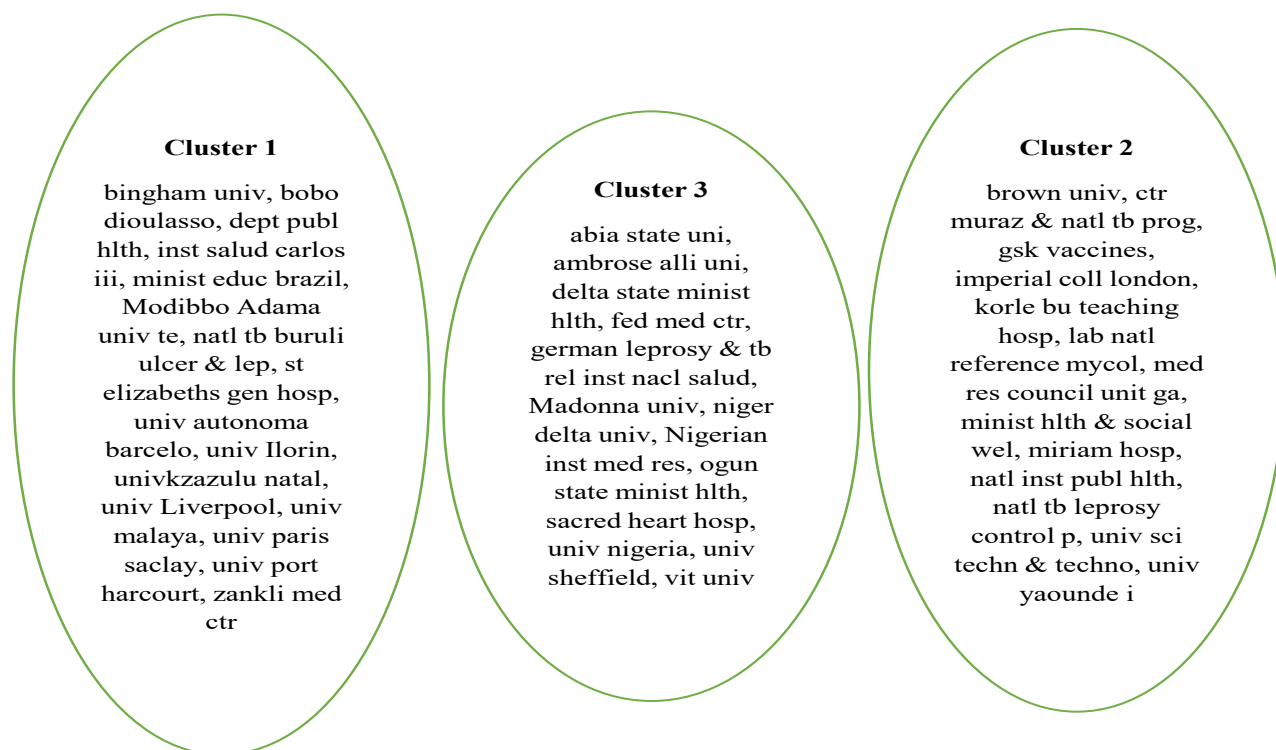 Cluster 1
bingham univ, bobo
dioulasso, dept publ
hlth, inst salud carlos
iii, minist educ brazil,
Modibbo Adama
univ te, natl tb buruli
ulcer & lep, st
elizabeths gen hosp,
univ autonoma
barcelo, univ Ilorin,
univkzazulu natal,
univ Liverpool, univ
malaya, univ paris
saclay, univ port
harcourt, zankli med
ctr
Cluster 3
abia state uni,
ambrose alli uni,
delta state minist
hlth, fed med ctr,
german leprosy & tb
rel inst nacl salud,
Madonna univ, niger
delta univ, Nigerian
inst med res, ogun
state minist hlth,
sacred heart hosp,
univ nigeria, univ
sheffield, vit univ
Cluster 2
brown univ, ctr
muraz & natl tb prog,
gsk vaccines,
imperial coll london,
korle bu teaching
hosp, lab natl
reference mycol, med
res council unit ga,
minist hlth & social
wel, miriam hosp,
natl inst publ hlth,
natl tb leprosy
control p, univ sci
techn & techno, univ
yaounde i